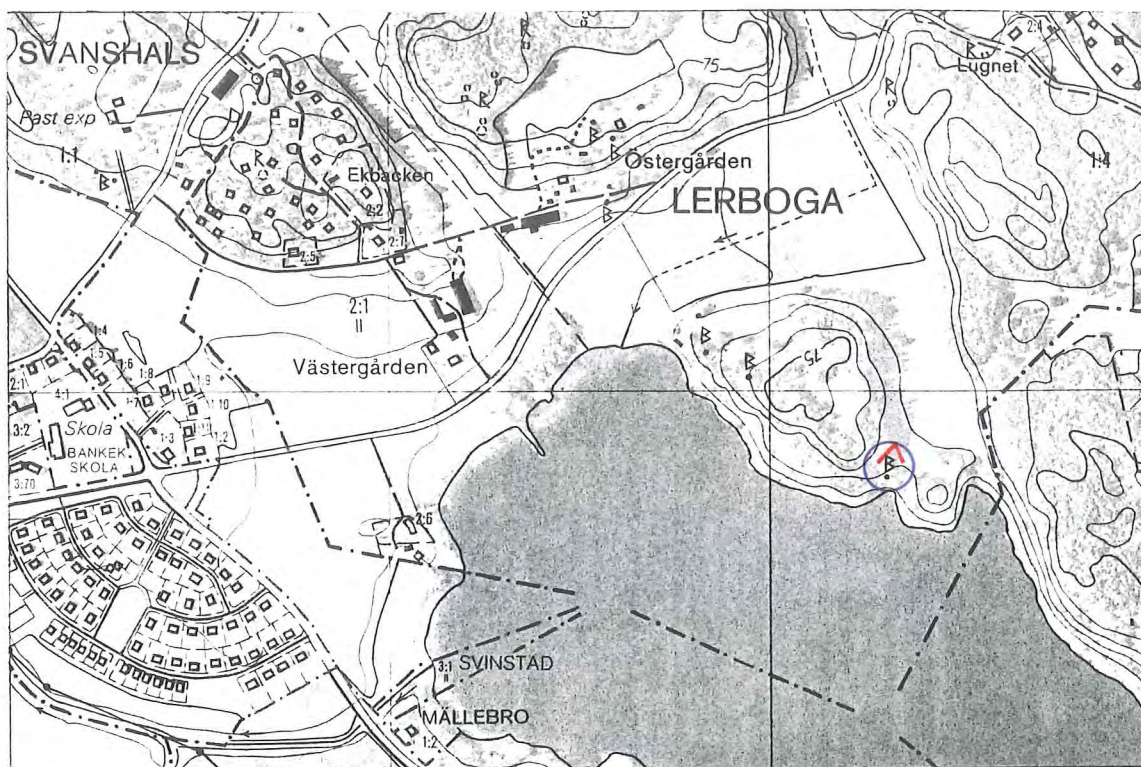 SVANSHALS
Past exp
1:1
R
2:4
Lugnet
75
R
R
Östergården
1:4
LERBOGA
R
R
R
Ekbacken
2:2
2:7
2:5
2:1
II
Västergården
1:4
1:5
1:6
1:8
1:9
1:7
1:10
2:1
4:1
3:2
Skola
1:3
1:2
BANKEK
SKOLA
3:70
R
R
75
R
2:6
3:1
II
SVINSTAD
MÄLLEBRO
1:2